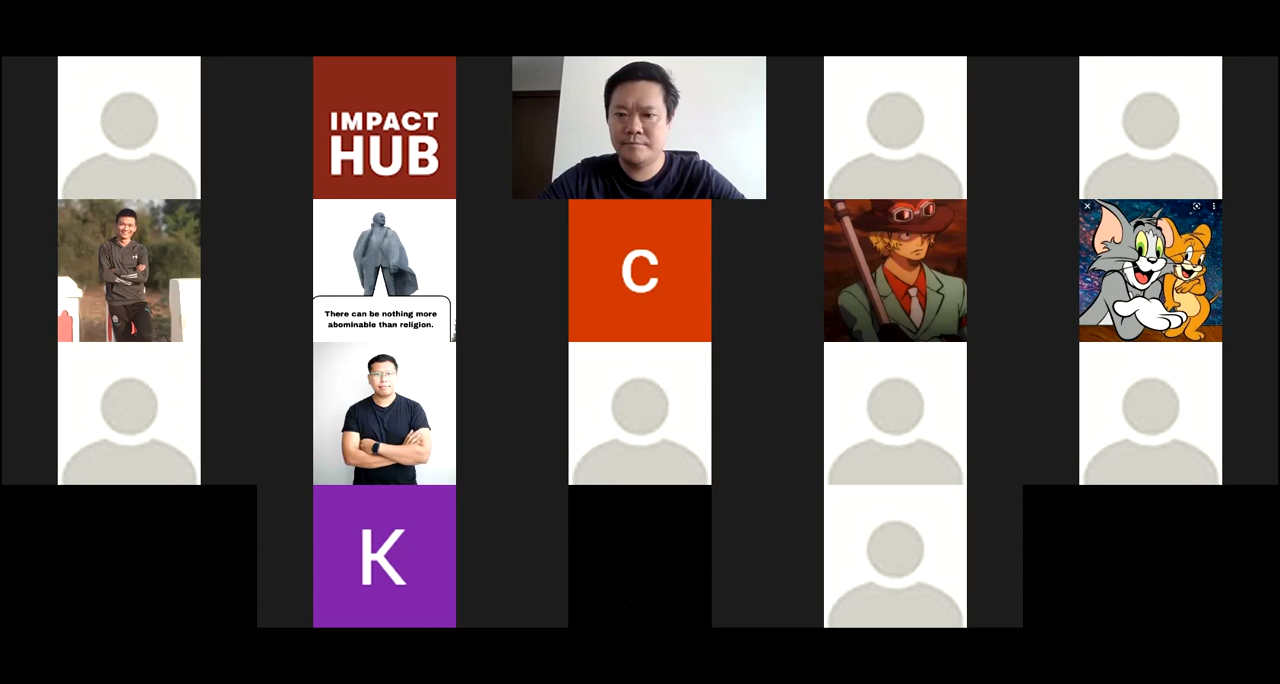 IMPACT
HUB
There can be nothing more
abominable than religion.
C
K